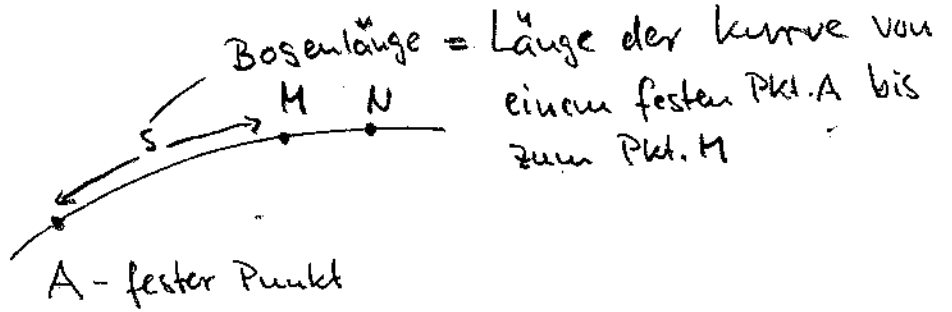 Bogenlänge = Länge der Kurve von
einem festen Pkt. A bis
zum Pkt. M
M N
S
A - fester Punkt